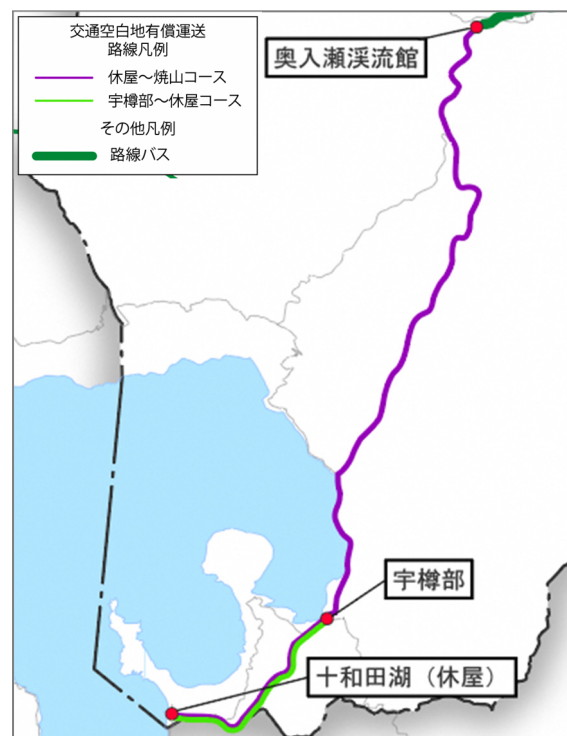 交通空白地有償運送
路線凡例
休屋～焼山コース
宇樽部～休屋コース
その他凡例
路線バス
奥入瀬渓流館
宇樽部
十和田湖（休屋）